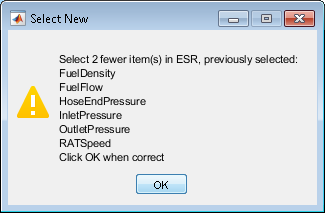 Select New
Select 2 fewer item(s) in ESR, previously selected:
FuelDensity
FuelFlow
HoseEndPressure
InletPressure
OutletPressure
RATSpeed
Click OK when correct
OK